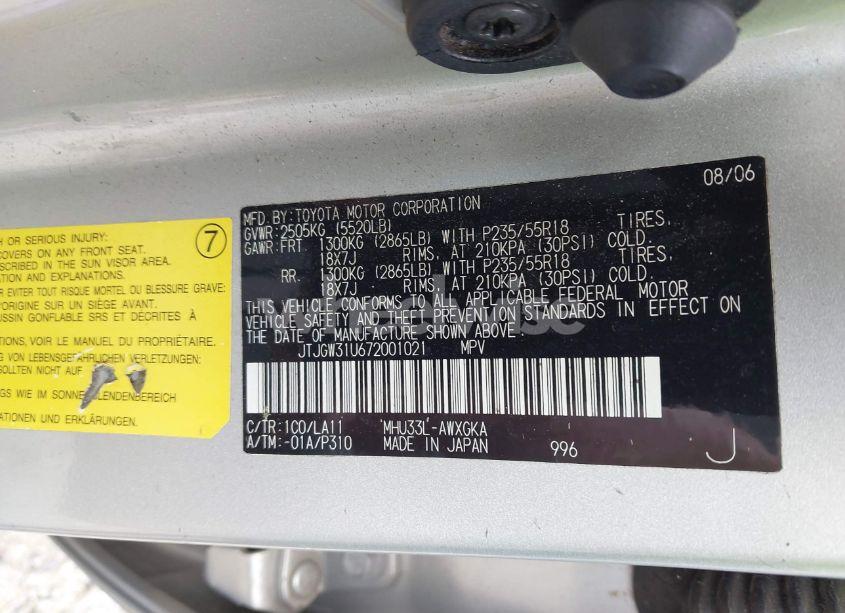 H OR SERIOUS INJURY:
COVERS ON ANY FRONT SEAT.
SCRIBED IN THE SUN VISOR AREA.
ATION AND EXPLANATIONS.
R EVITER TOUT RISQUE MORTEL OU BLESSURE GRAVE:
'ORIGINE SUR UN SIÈGE AVANT.
USSIN GONFLABLE SRS ET DÉCRITES À
VOIR LE MANUEL DU PROPRIÉTAIRE.
G VON LEBENSGEFÄHRLICHEN VERLETZUNGEN:
SOLLTEN NICHT AUF
GS WIE IM SONNENBLENDENBEREICH
ATIONEN UND ERKLÄRUNGEN.
7
08/06
MFD. BY: TOYOTA MOTOR CORPORATION
GVWR: 2505KG (5520LB)
GAWR: FRT 1300KG (2865LB) WITH P235/55R18 TIRES,
18X7J RIMS, AT 210KPA (30PSI) COLD.
RR. 1300KG (2865LB) WITH P235/55R18 TIRES,
18X7J RIMS, AT 210KPA (30PSI) COLD.
THIS VEHICLE CONFORMS TO ALL APPLICABLE FEDERAL MOTOR
VEHICLE SAFETY AND THEFT PREVENTION STANDARDS IN EFFECT ON
THE DATE OF MANUFACTURE SHOWN ABOVE.
JTJGW31U672001021 MPV
C/TR: 1C0/LA11 MHU33L-AWXGKA
A/TM: -01A/P310 MADE IN JAPAN 996 J